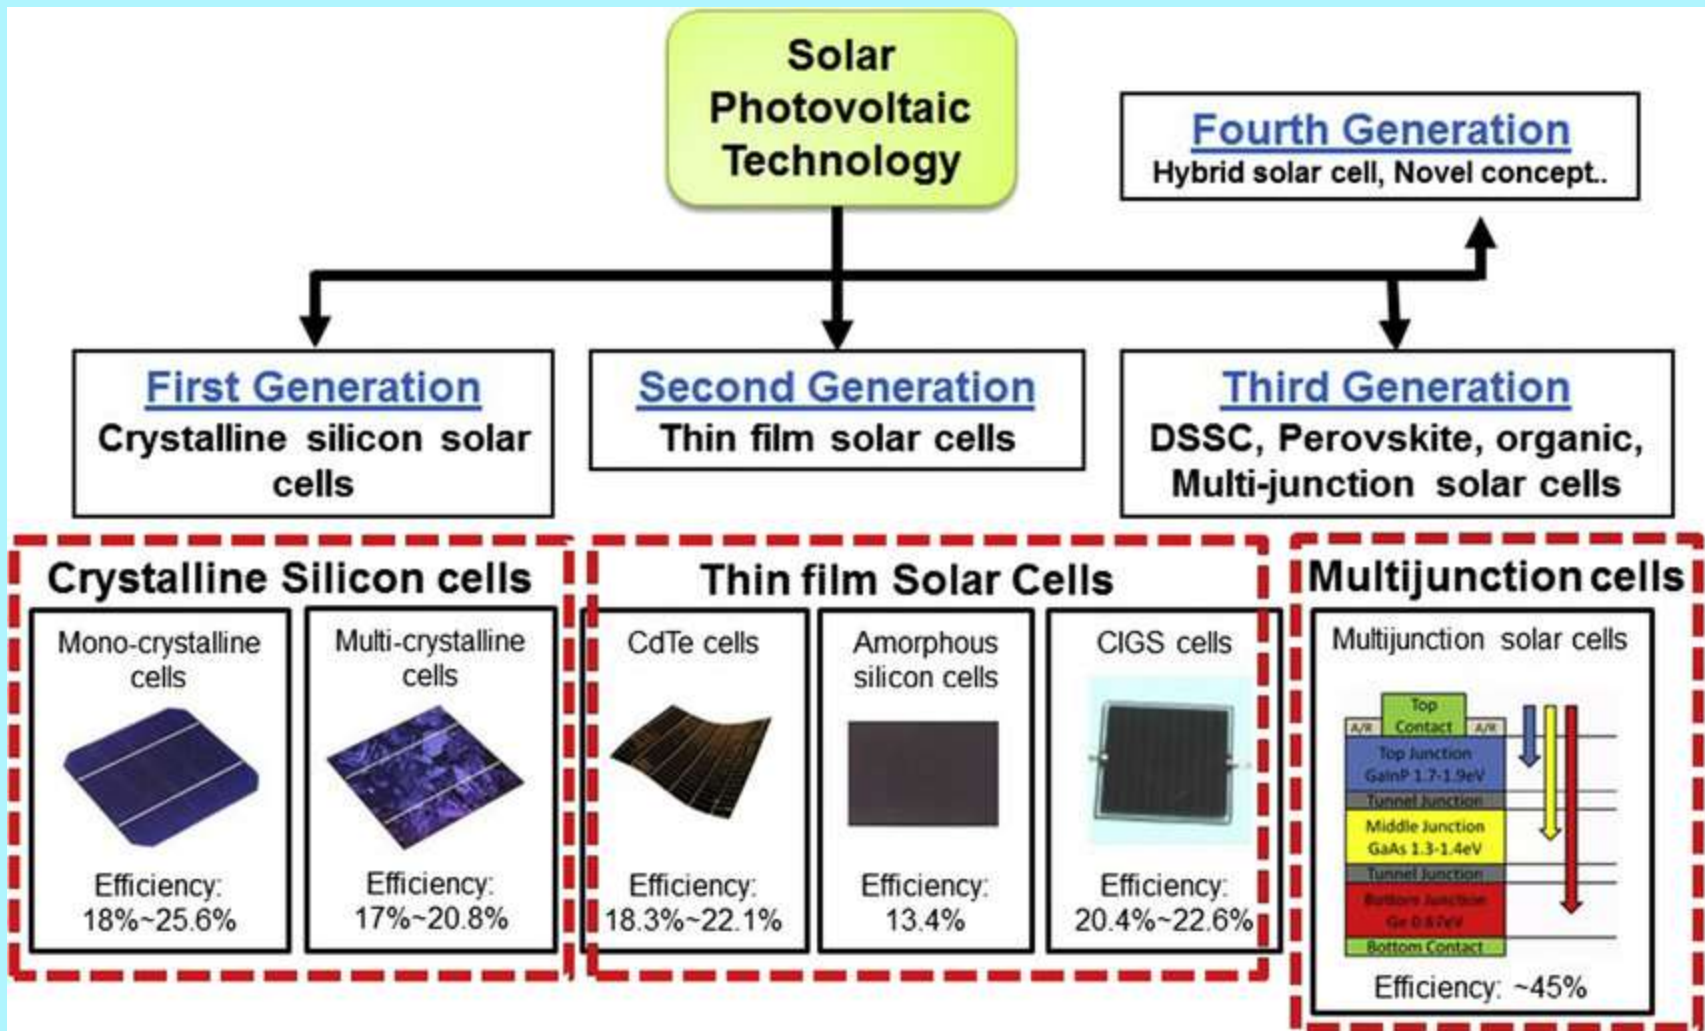 Solar
Photovoltaic
Technology
Fourth Generation
Hybrid solar cell, Novel concept..
First Generation
Crystalline silicon solar
cells
Second Generation
Thin film solar cells
Third Generation
DSSC, Perovskite, organic,
Multi-junction solar cells
Crystalline Silicon cells
Mono-crystalline
cells
Efficiency:
18%~25.6%
Multi-crystalline
cells
Efficiency:
17%~20.8%
Thin film Solar Cells
CdTe cells
Efficiency:
18.3%~22.1%
Amorphous
silicon cells
Efficiency:
13.4%
CIGS cells
Efficiency:
20.4%~22.6%
Multijunction cells
Multijunction solar cells
Top
Contact
A/R
A/R
Top Junction
GaInP 1.7-1.9eV
Tunnel Junction
Middle Junction
GaAs 1.3-1.4eV
Tunnel Junction
Bottom Junction
Ge 0.67eV
Bottom Contact
Efficiency: ~45%